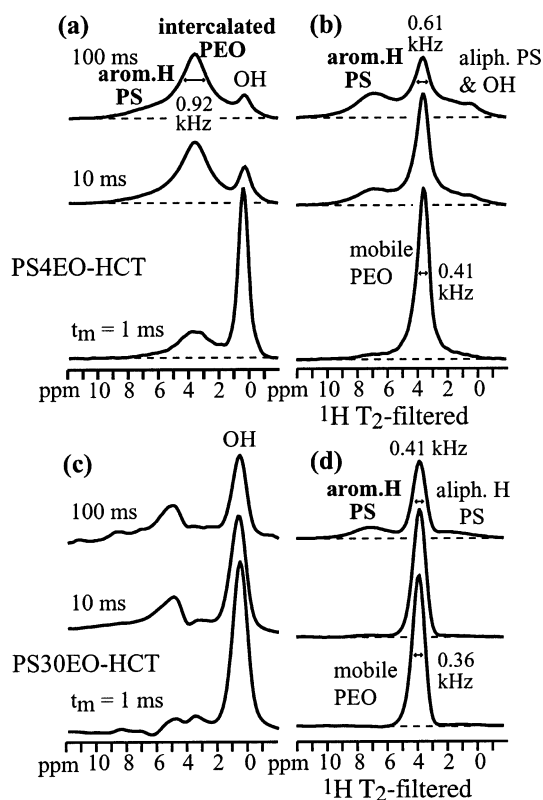 (a)
intercalated
PEO
100 ms
arom.H
PS
OH
0.92
kHz
10 ms
PS4EO-HCT
tm = 1 ms
ppm 10 8 6 4 2 0
(b)
0.61
kHz
arom.H
PS
aliph. PS
& OH
mobile
PEO
0.41
kHz
ppm 10 8 6 4 2 0
¹H T₂-filtered
(c)
OH
100 ms
10 ms
PS30EO-HCT
tm = 1 ms
ppm 10 8 6 4 2 0
(d)
0.41 kHz
arom.H
PS
aliph. H
PS
mobile
PEO
0.36
kHz
ppm 10 8 6 4 2 0
¹H T₂-filtered